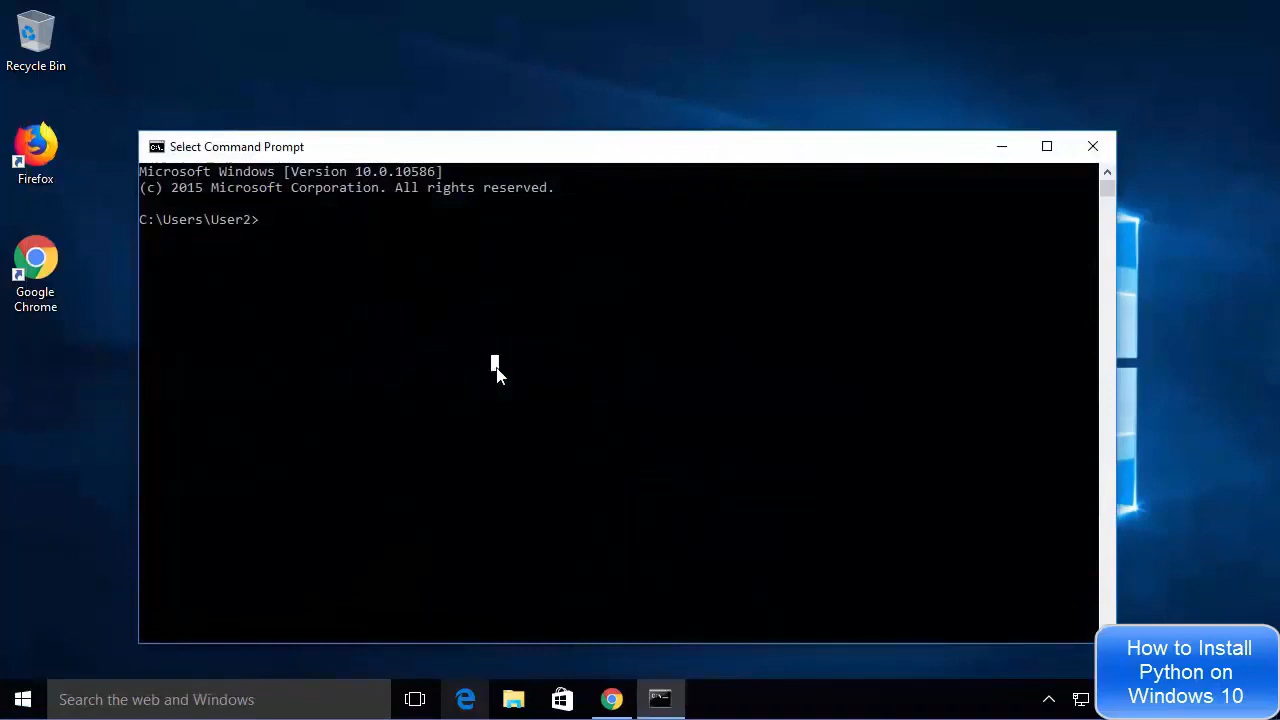 Recycle Bin
Firefox
Google
Chrome
Select Command Prompt
Microsoft Windows [Version 10.0.10586]
(c) 2015 Microsoft Corporation. All rights reserved.
C:\Users\User2>
How to Install
Python on
Windows 10
Search the web and Windows